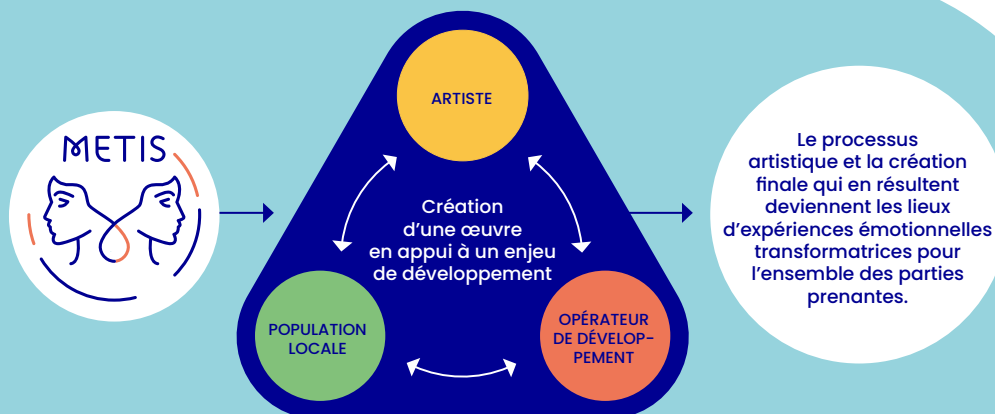 METIS
ARTISTE
Création
d'une œuvre
en appui à un enjeu
de développement
POPULATION
LOCALE
OPÉRATEUR
DE DÉVELOP-
PEMENT
Le processus
artistique et la création
finale qui en résultent
deviennent les lieux
d'expériences émotionnelles
transformatrices pour
l'ensemble des parties
prenantes.